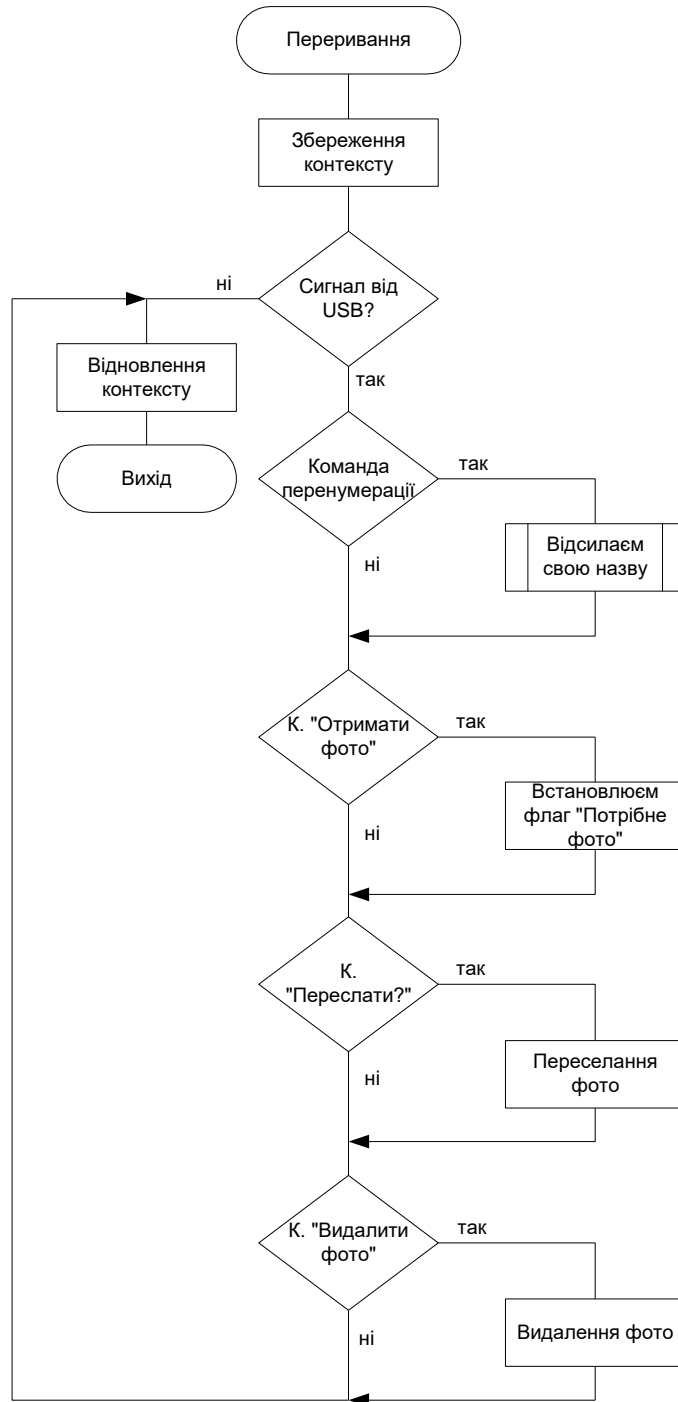 Переривання
Збереження
контексту
ні
Сигнал від
USB?
Відновлення
контексту
так
Вихід
Команда
перенумерації
так
ні
Відсилаєм
свою назву
К. "Отримати
фото"
так
ні
Встановлюєм
флаг "Потрібне
фото"
К.
"Переслати?"
так
ні
Переселання
фото
К. "Видалити
фото"
так
ні
Видалення фото